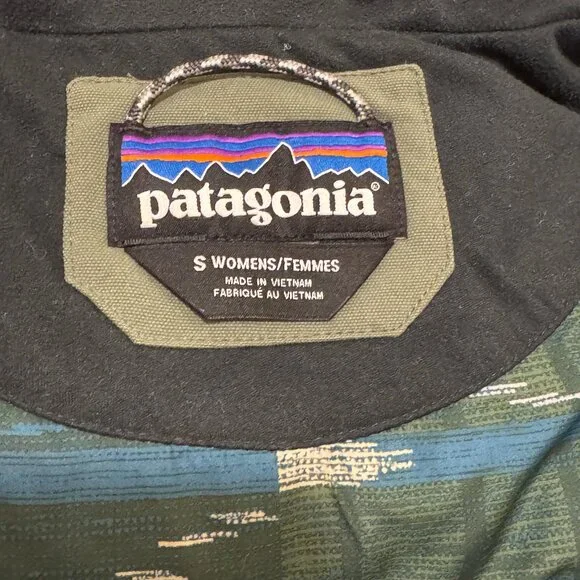 patagonia®
S WOMENS/FEMMES
MADE IN VIETNAM
FABRIQUÉ AU VIETNAM